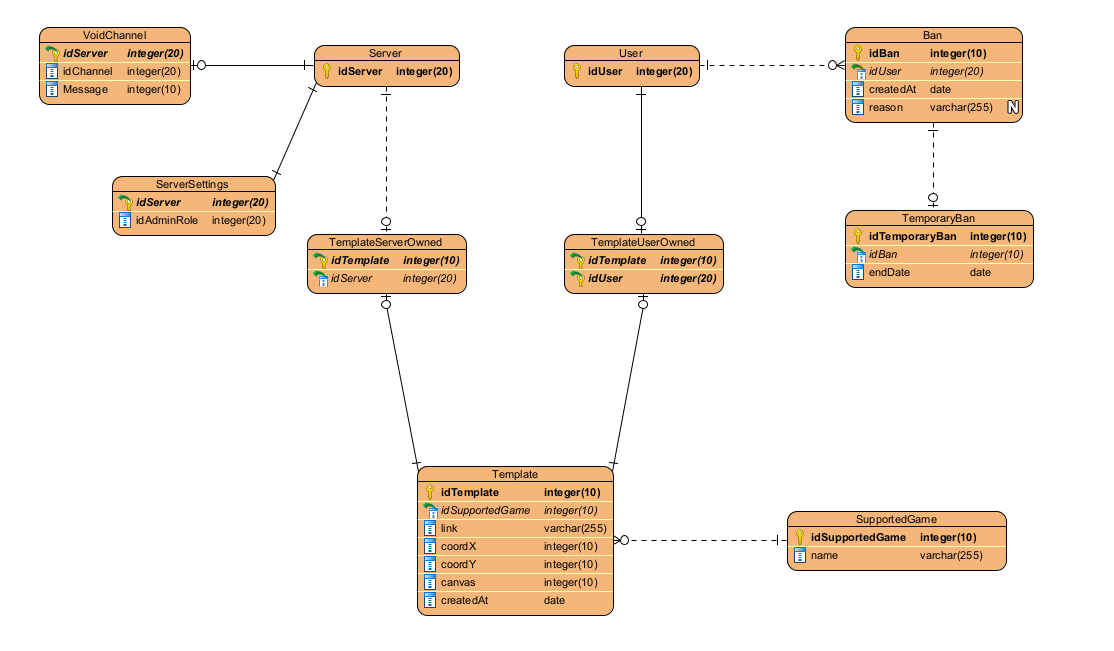 VoidChannel
idServer integer(20)
idChannel integer(20)
Message integer(10)
Server
idServer integer(20)
User
idUser integer(20)
Ban
idBan integer(10)
idUser integer(20)
createdAt date
reason varchar(255) N
ServerSettings
idServer integer(20)
idAdminRole integer(20)
TemplateServerOwned
idTemplate integer(10)
idServer integer(20)
TemplateUserOwned
idTemplate integer(10)
idUser integer(20)
TemporaryBan
idTemporaryBan integer(10)
idBan integer(10)
endDate date
Template
idTemplate integer(10)
idSupportedGame integer(10)
link varchar(255)
coordX integer(10)
coordY integer(10)
canvas integer(10)
createdAt date
SupportedGame
idSupportedGame integer(10)
name varchar(255)